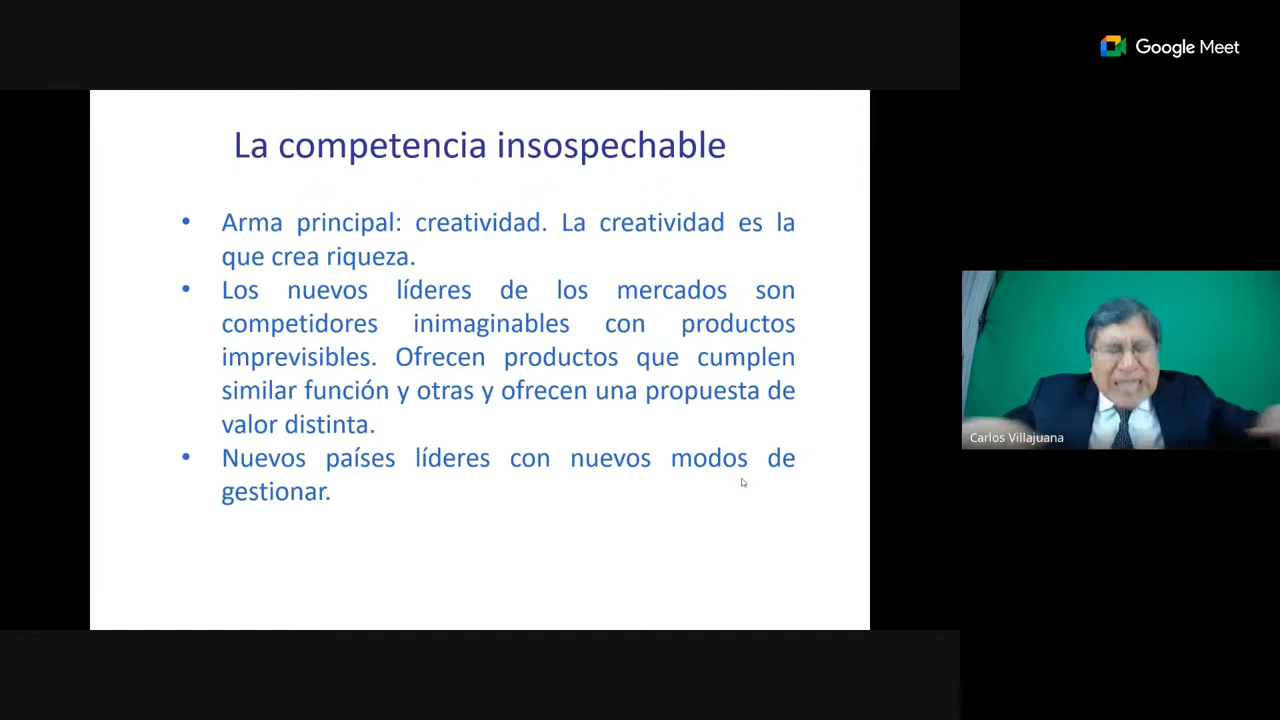 Google Meet
La competencia insospechable
• Arma principal: creatividad. La creatividad es la
que crea riqueza.
• Los nuevos líderes de los mercados son
competidores inimaginables con productos
imprevisibles. Ofrecen productos que cumplen
similar función y otras y ofrecen una propuesta de
valor distinta.
• Nuevos países líderes con nuevos modos de
gestionar.
Carlos Villajuana